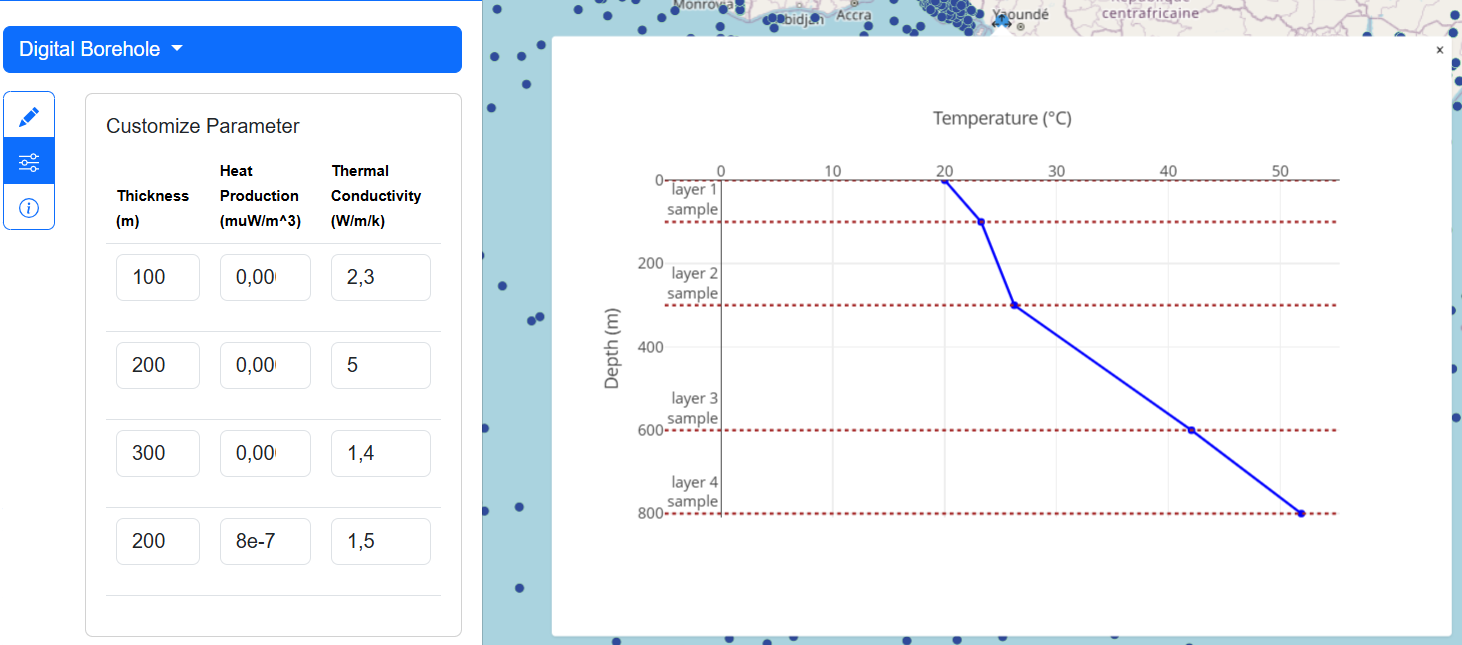 Digital Borehole
Customize Parameter
Thickness (m)
Heat Production (muW/m^3)
Thermal Conductivity (W/m/k)
100 0,00 2,3
200 0,00 5
300 0,00 1,4
200 8e-7 1,5
Monrovia
Abidjan
Accra
Yaoundé
centrafricaine
×
Temperature (°C)
0 10 20 30 40 50
Depth (m)
0
layer 1
sample
200
layer 2
sample
400
layer 3
sample
600
layer 4
sample
800